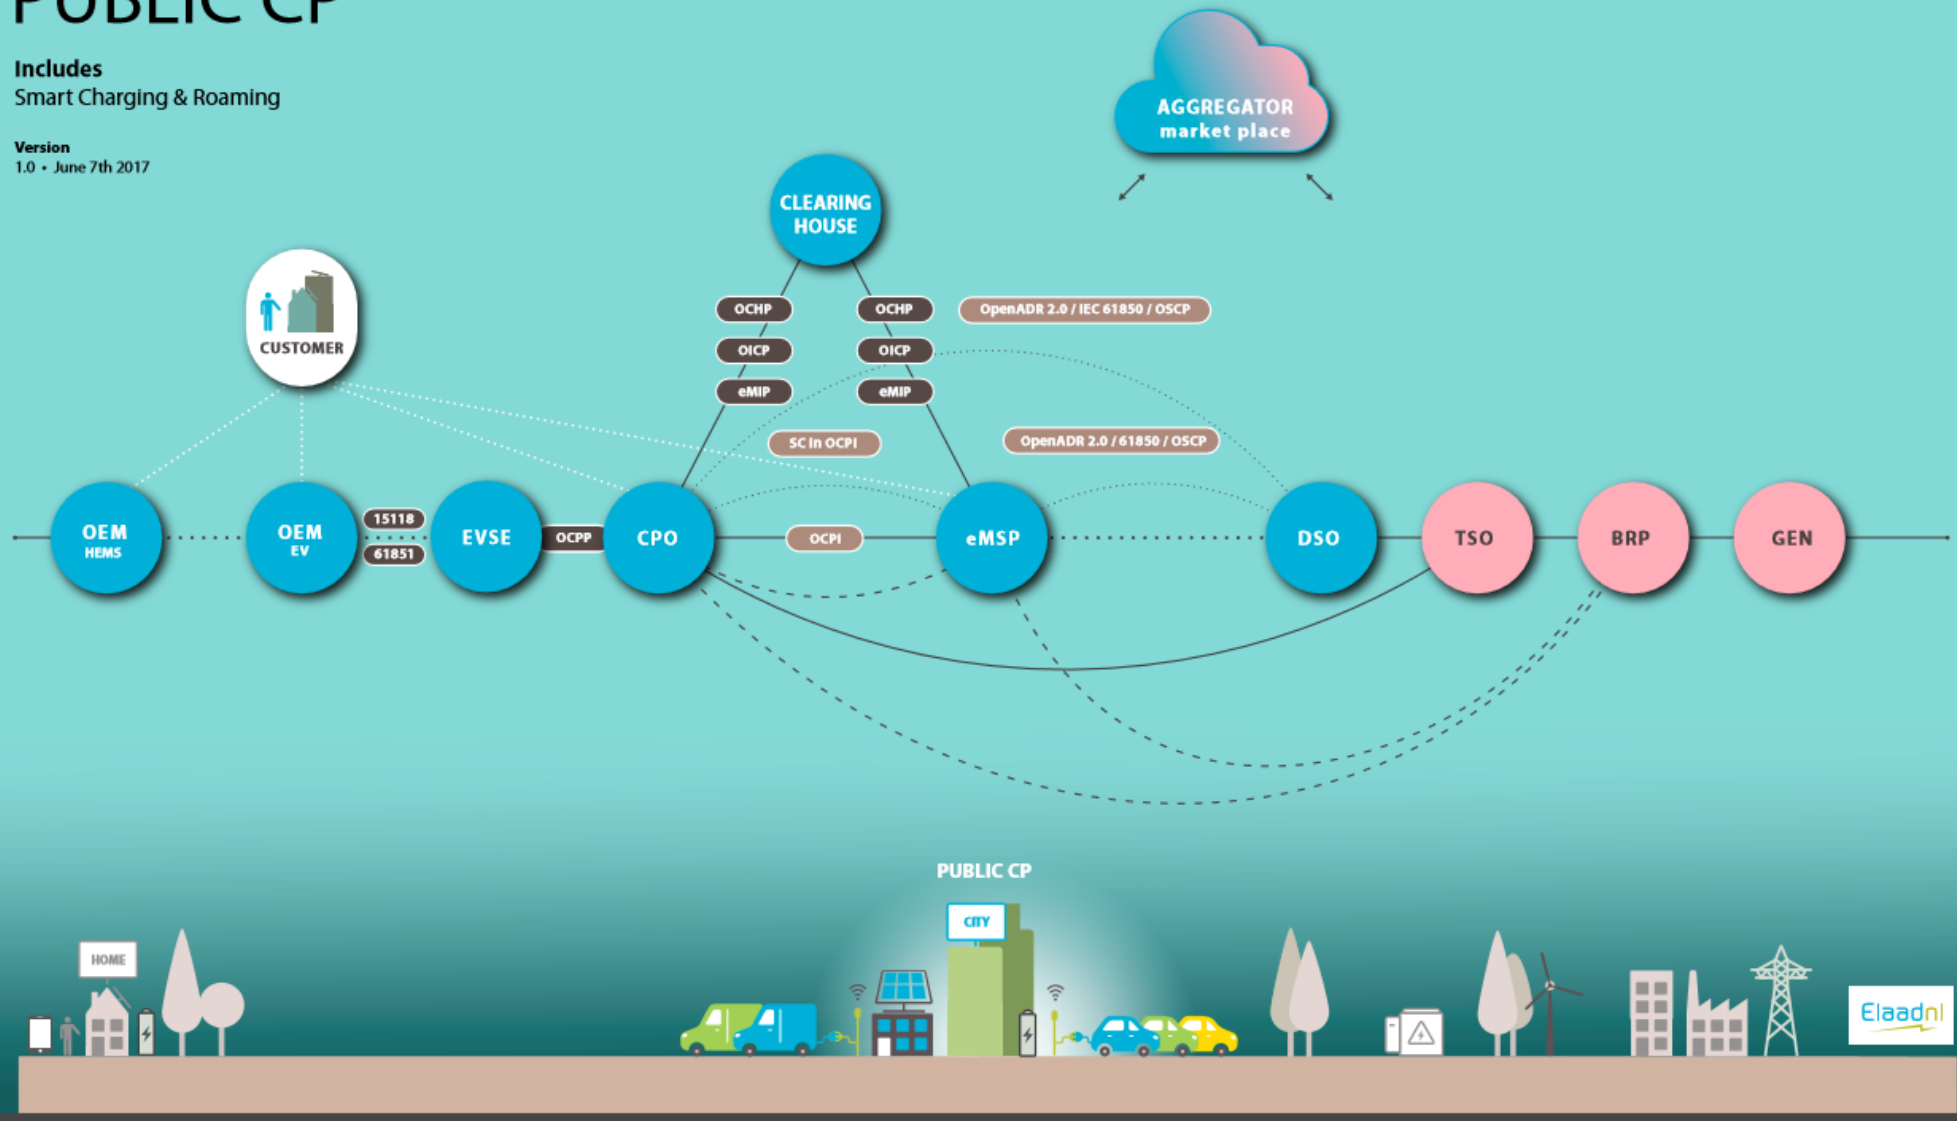 PUBLIC CP
Includes
Smart Charging & Roaming
Version
1.0 • June 7th 2017
AGGREGATOR
market place
CLEARING
HOUSE
CUSTOMER
OCHP
OCHP
OpenADR 2.0 / IEC 61850 / OSCP
OICP
OICP
eMIP
eMIP
SC in OCPI
OpenADR 2.0 / 61850 / OSCP
OEM
HEMS
OEM
EV
15118
61851
EVSE
OCPP
CPO
OCPI
eMSP
DSO
TSO
BRP
GEN
PUBLIC CP
CITY
HOME
Elaadnl